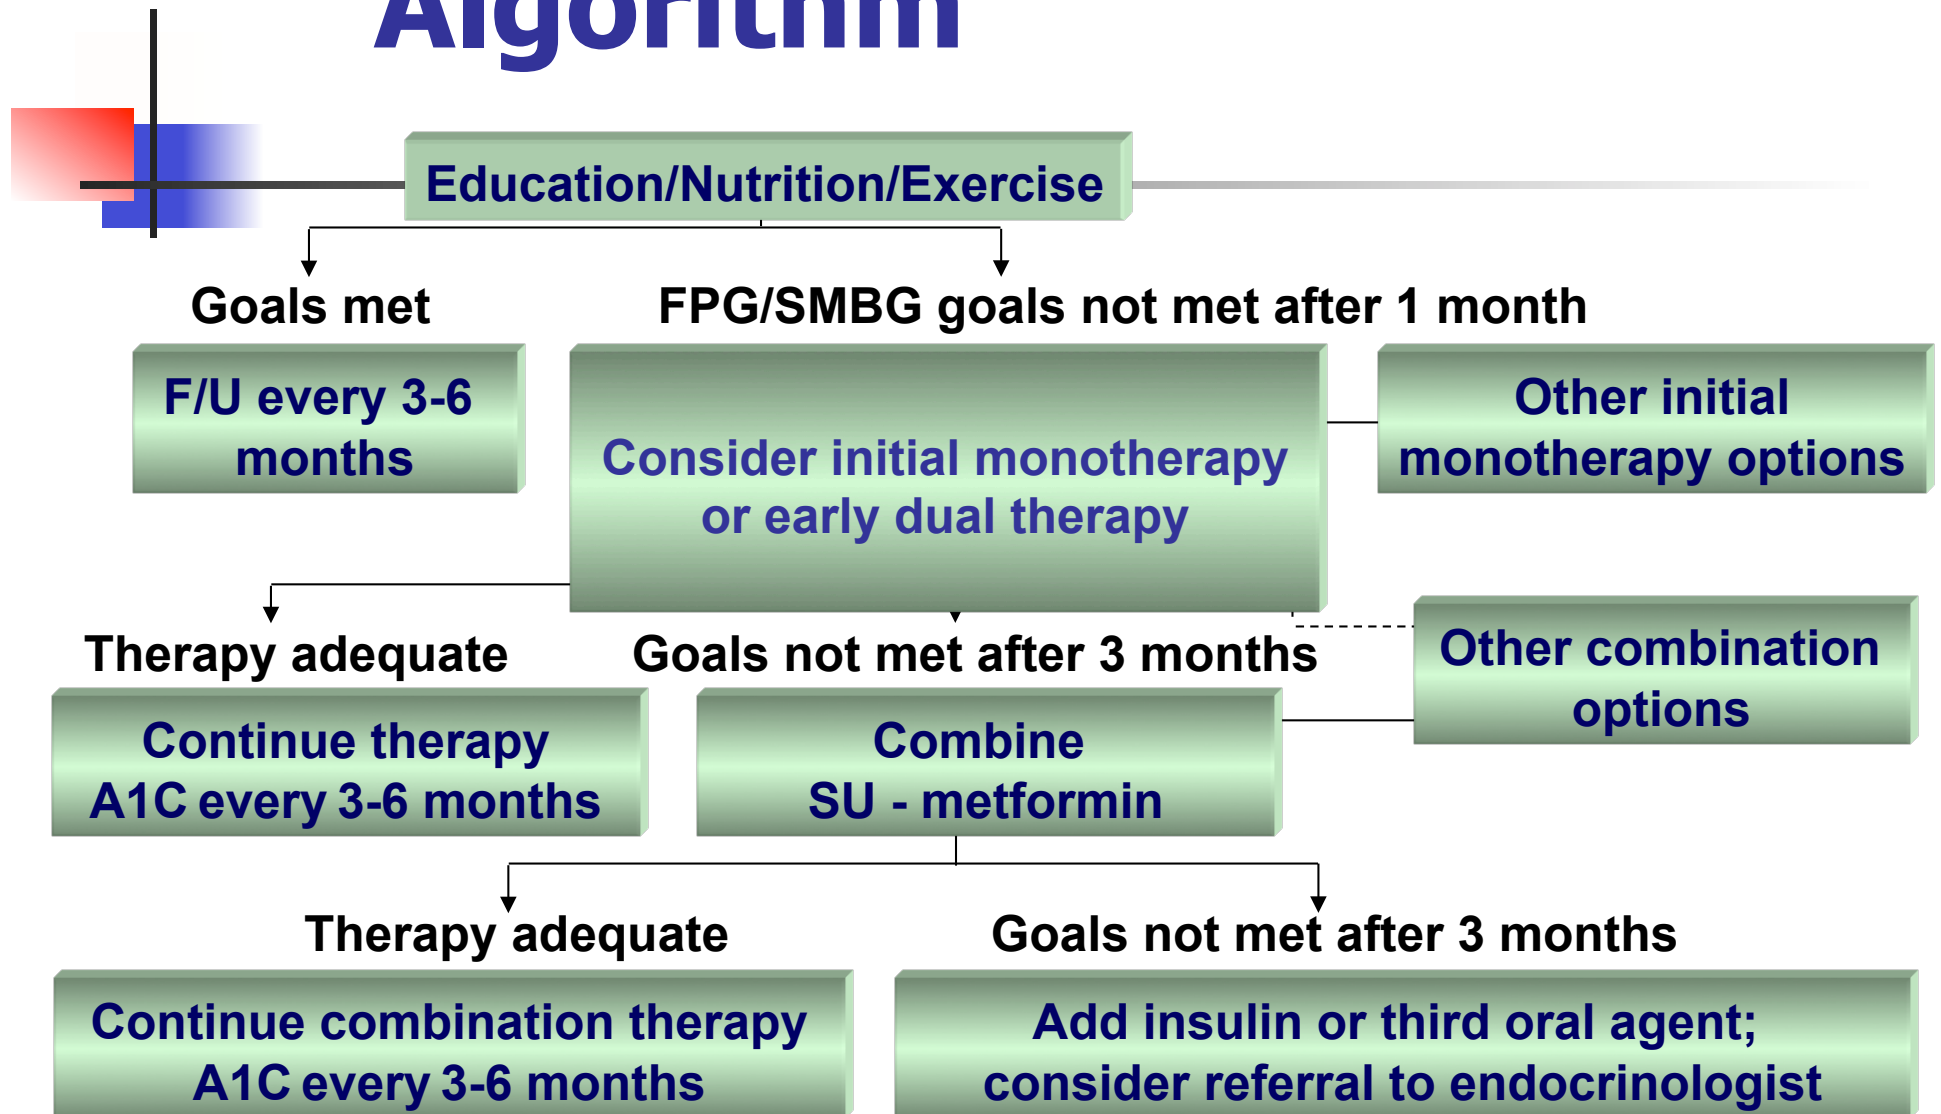 Algorithm
Education/Nutrition/Exercise
Goals met
FPG/SMBG goals not met after 1 month
F/U every 3-6
months
Consider initial monotherapy
or early dual therapy
Other initial
monotherapy options
Therapy adequate
Goals not met after 3 months
Other combination
options
Continue therapy
A1C every 3-6 months
Combine
SU - metformin
Therapy adequate
Goals not met after 3 months
Continue combination therapy
A1C every 3-6 months
Add insulin or third oral agent;
consider referral to endocrinologist